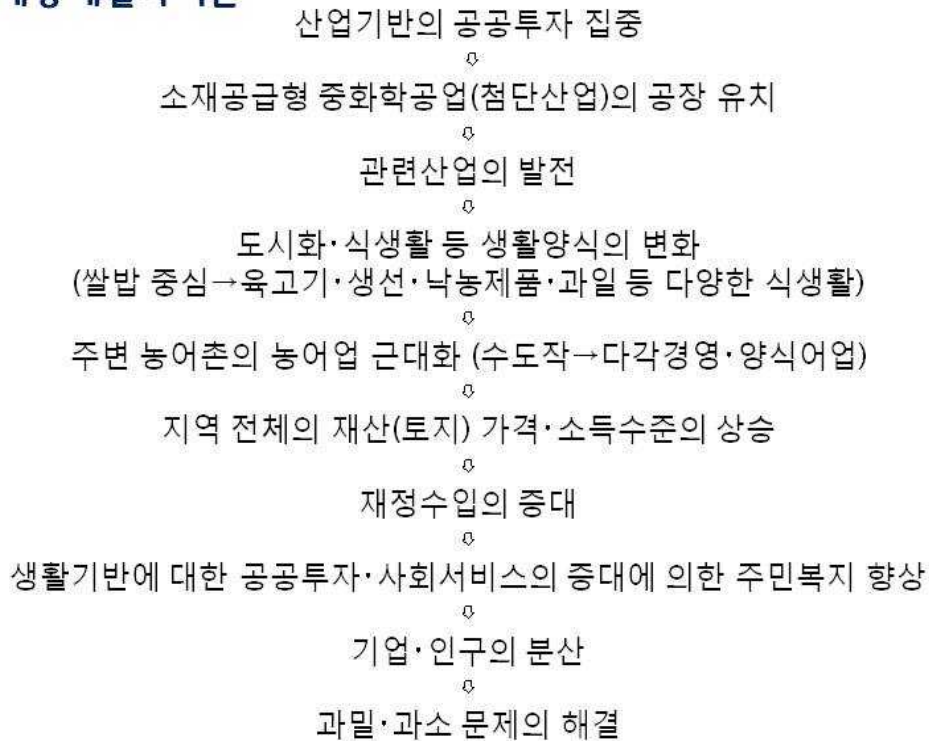 산업기반의 공공투자 집중
⇩
소재공급형 중화학공업(첨단산업)의 공장 유치
⇩
관련산업의 발전
⇩
도시화·식생활 등 생활양식의 변화
(쌀밥 중심→육고기·생선·낙농제품·과일 등 다양한 식생활)
⇩
주변 농어촌의 농어업 근대화 (수도작→다각경영·양식어업)
⇩
지역 전체의 재산(토지) 가격·소득수준의 상승
⇩
재정수입의 증대
⇩
생활기반에 대한 공공투자·사회서비스의 증대에 의한 주민복지 향상
⇩
기업·인구의 분산
⇩
과밀·과소 문제의 해결